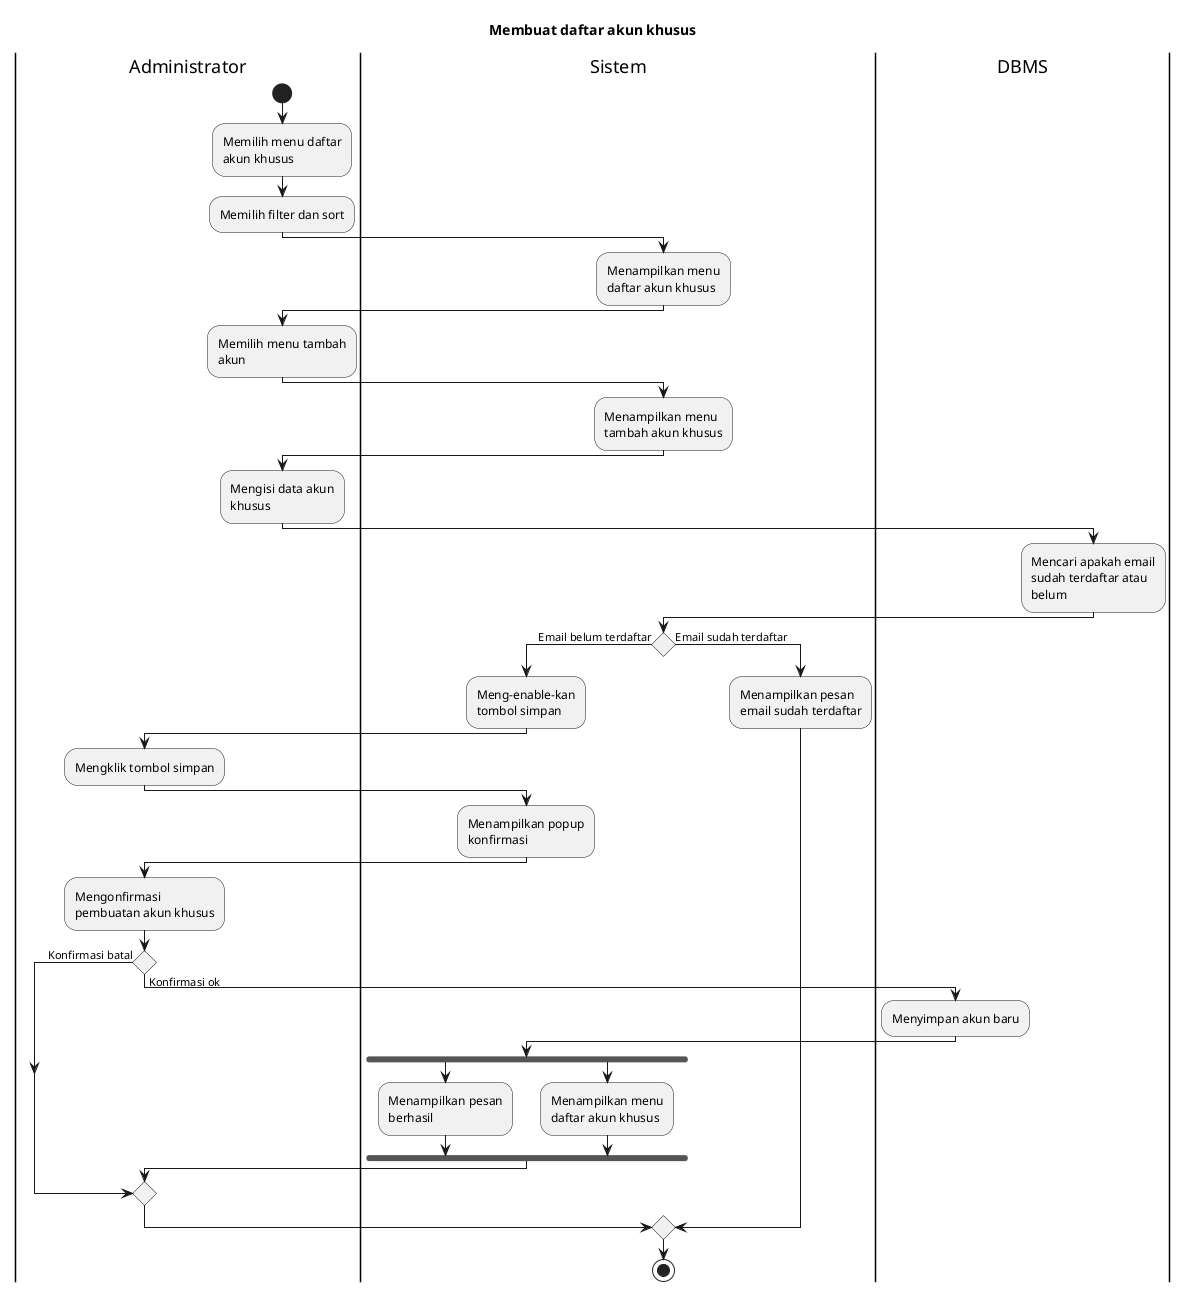 Membuat daftar akun khusus
Administrator
Sistem
DBMS
Memilih menu daftar
akun khusus
Memilih filter dan sort
Menampilkan menu
daftar akun khusus
Memilih menu tambah
akun
Menampilkan menu
tambah akun khusus
Mengisi data akun
khusus
Mencari apakah email
sudah terdaftar atau
belum
Email belum terdaftar
Email sudah terdaftar
Meng-enable-kan
tombol simpan
Menampilkan pesan
email sudah terdaftar
Mengklik tombol simpan
Menampilkan popup
konfirmasi
Mengonfirmasi
pembuatan akun khusus
Konfirmasi batal
Konfirmasi ok
Menyimpan akun baru
Menampilkan pesan
berhasil
Menampilkan menu
daftar akun khusus